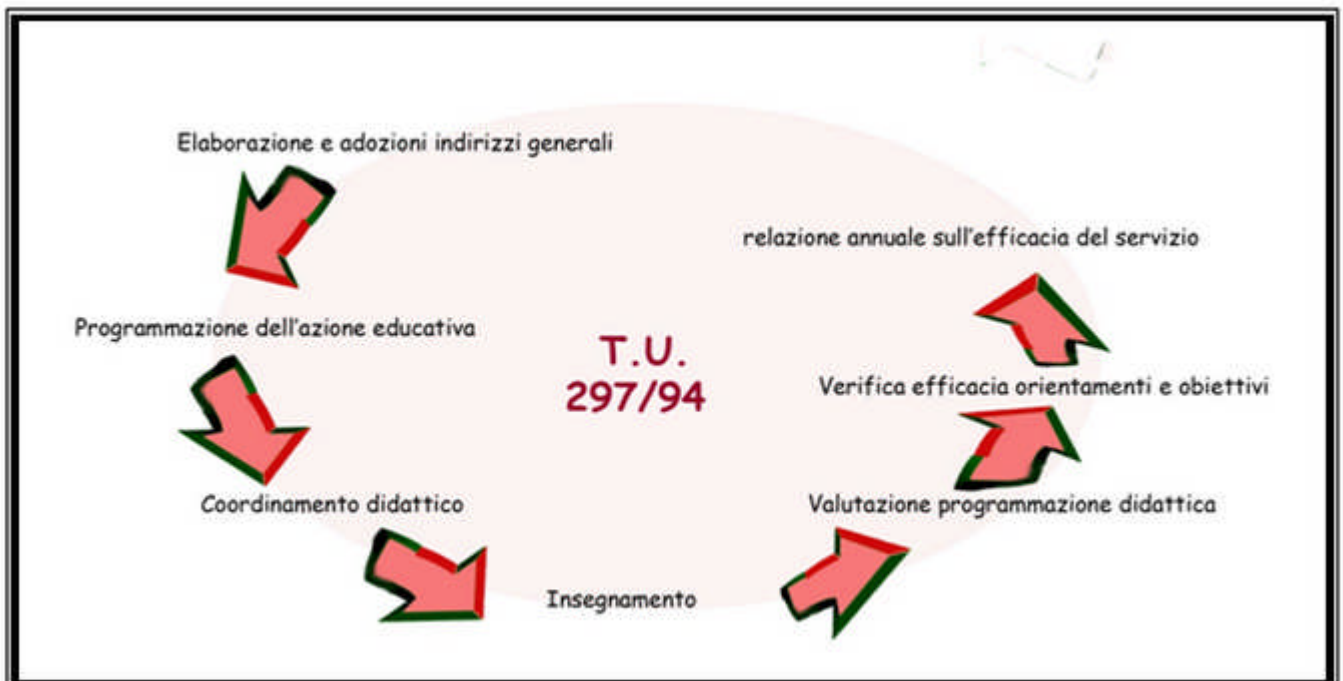 Elaborazione e adozioni indirizzi generali
relazione annuale sull'efficacia del servizio
Programmazione dell'azione educativa
T.U.
297/94
Verifica efficacia orientamenti e obiettivi
Coordinamento didattico
Valutazione programmazione didattica
Insegnamento